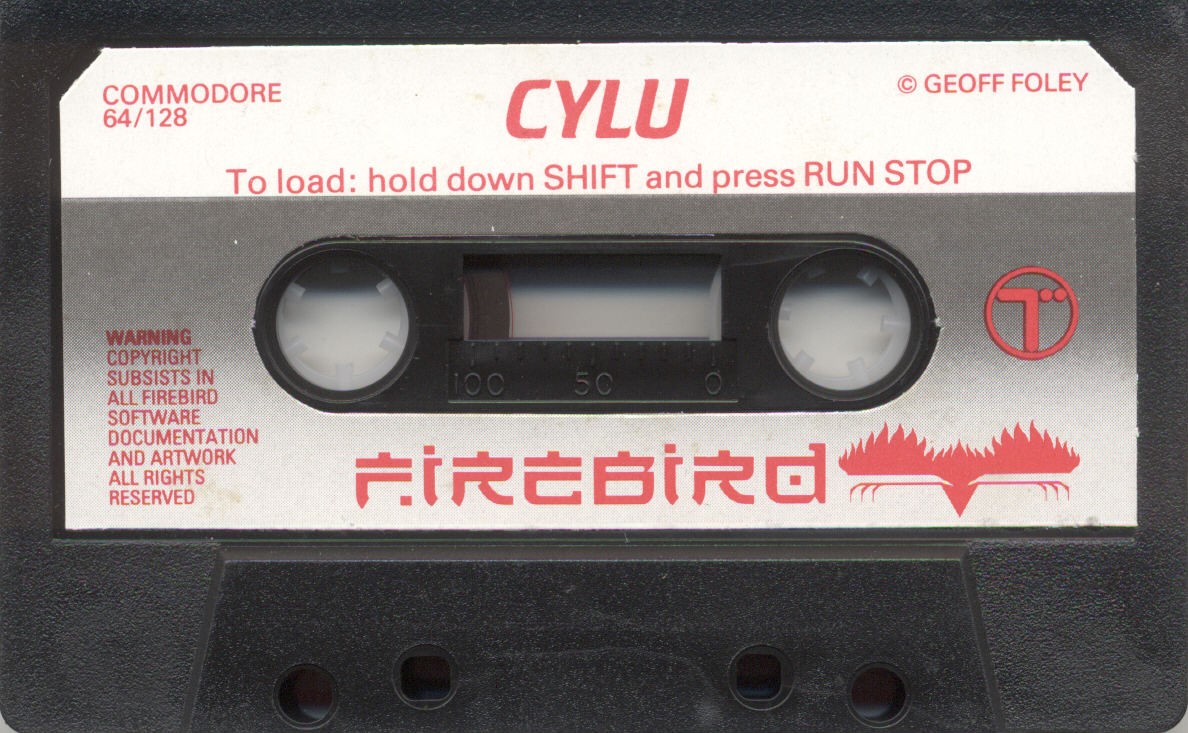 COMMODORE
64/128
CYLU
© GEOFF FOLEY
To load: hold down SHIFT and press RUN STOP
WARNING
COPYRIGHT
SUBSISTS IN
ALL FIREBIRD
SOFTWARE
DOCUMENTATION
AND ARTWORK
ALL RIGHTS
RESERVED
100 50 0
T
FIREBIRD